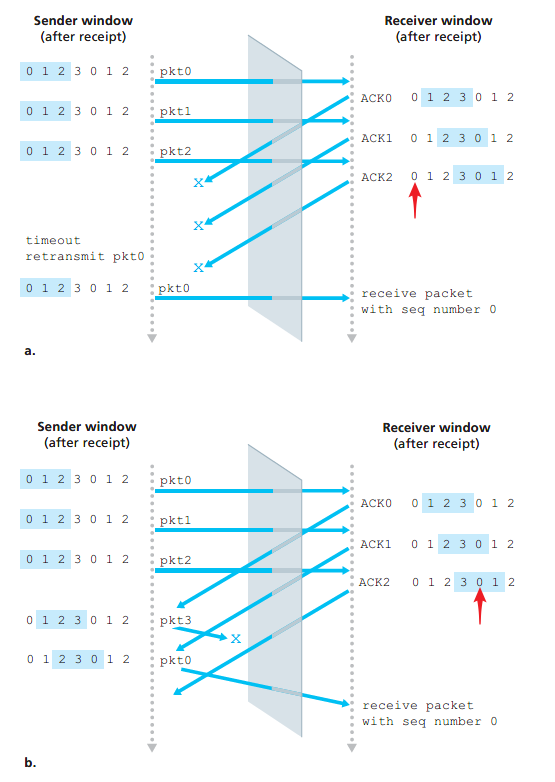 Sender window
(after receipt)
Receiver window
(after receipt)
0 1 2 3 0 1 2
pkt0
ACK0
0 1 2 3 0 1 2
0 1 2 3 0 1 2
pkt1
ACK1
0 1 2 3 0 1 2
0 1 2 3 0 1 2
pkt2
ACK2
0 1 2 3 0 1 2
x
x
x
timeout
retransmit pkt0
0 1 2 3 0 1 2
pkt0
receive packet
with seq number 0
a.
Sender window
(after receipt)
Receiver window
(after receipt)
0 1 2 3 0 1 2
pkt0
ACK0
0 1 2 3 0 1 2
0 1 2 3 0 1 2
pkt1
ACK1
0 1 2 3 0 1 2
0 1 2 3 0 1 2
pkt2
ACK2
0 1 2 3 0 1 2
0 1 2 3 0 1 2
pkt3
x
0 1 2 3 0 1 2
pkt0
receive packet
with seq number 0
b.